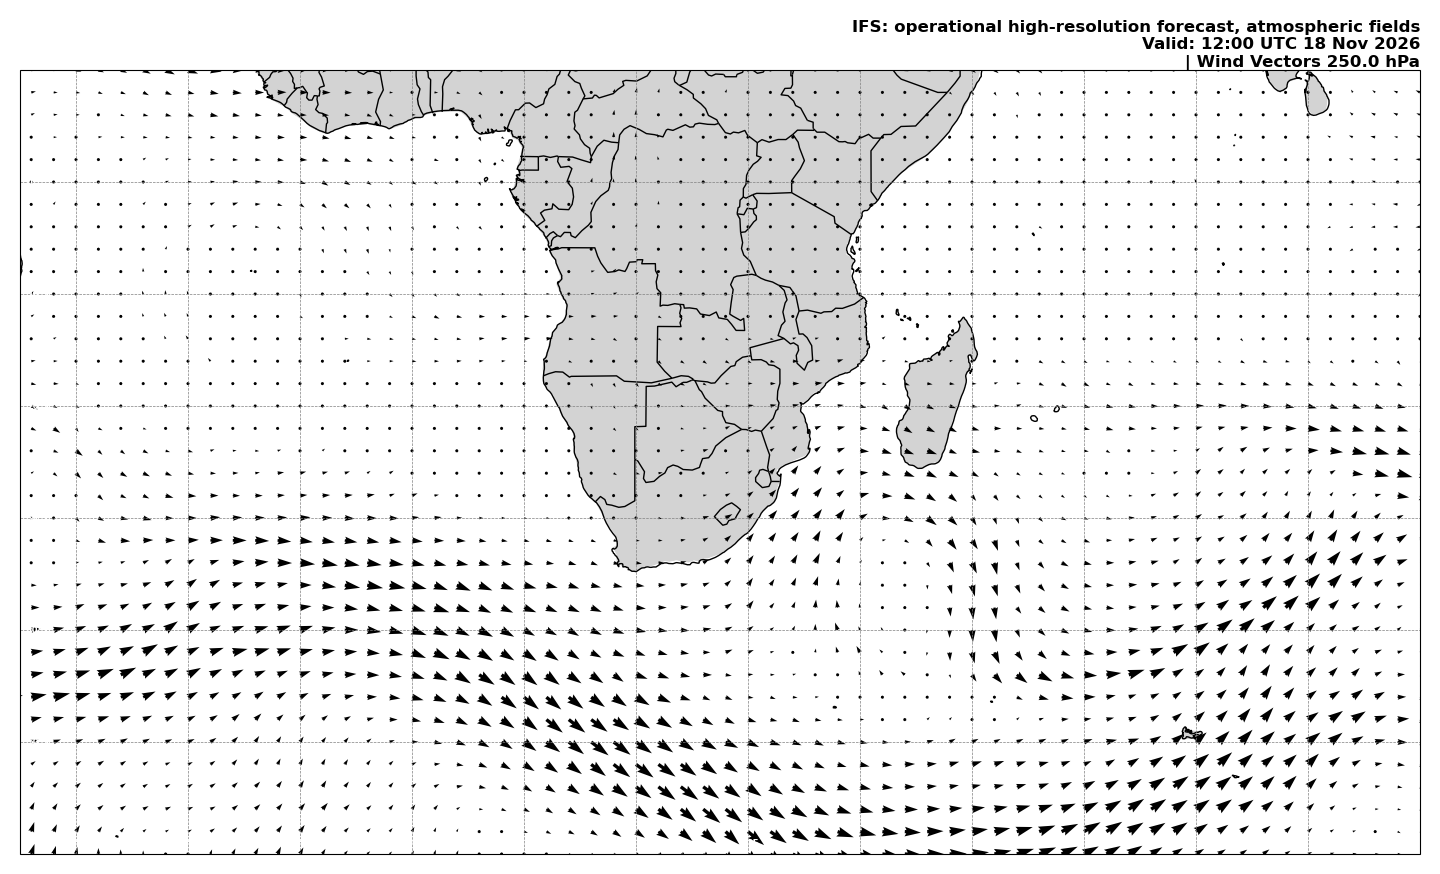 IFS: operational high-resolution forecast, atmospheric fields
Valid: 12:00 UTC 18 Nov 2026
| Wind Vectors 250.0 hPa